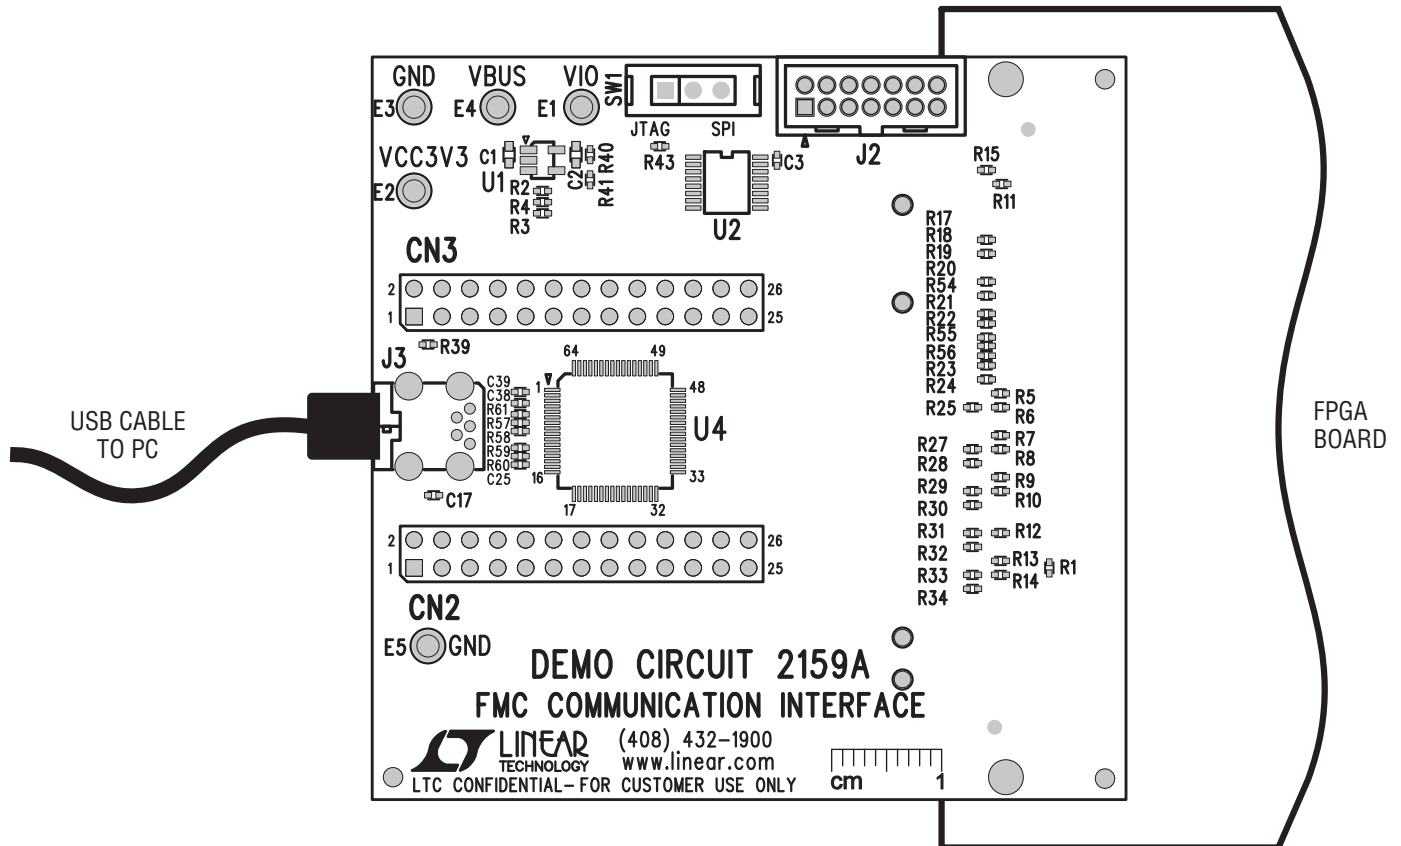 GND VBUS VIO
E3 E4 E1 SW1
JTAG SPI
J2
R43
VCC3V3
E2
C1 U1 C2 R40
R41
R2
R4
R3
U2
C3
R15
R11
R17
R18
R19
R20
R54
R21
R22
R55
R56
R23
R24
R25
R5
R6
R7
R8
R9
R10
R27
R28
R29
R30
R31
R32
R33
R34
R12
R13
R14
R1
CN3
2 26
1 25
R39
J3
64 49
1 48
16 33
17 32
U4
C39
C38
R61
R57
R58
R59
R60
C25
C17
2 26
1 25
CN2
E5 GND
USB CABLE
TO PC
FPGA
BOARD
DEMO CIRCUIT 2159A
FMC COMMUNICATION INTERFACE
LINEAR
TECHNOLOGY
(408) 432-1900
www.linear.com
LTC CONFIDENTIAL-FOR CUSTOMER USE ONLY
cm 1